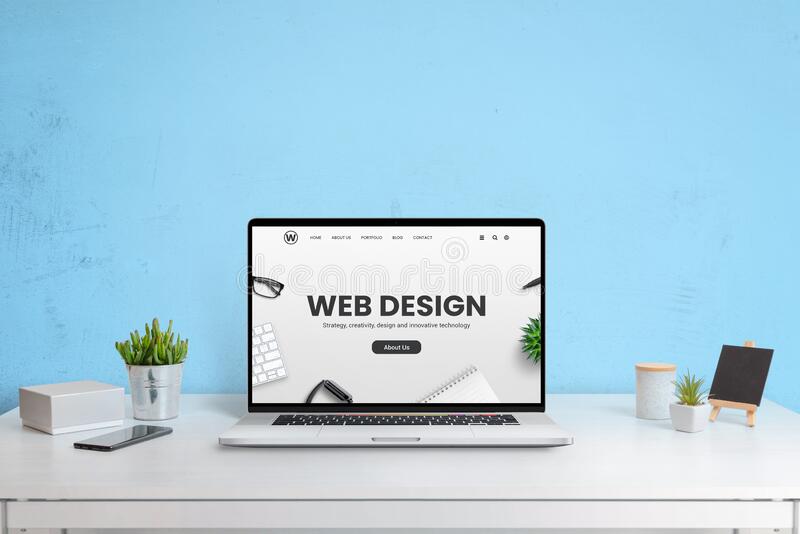 W HOME ABOUT US PORTFOLIO BLOG CONTACT
WEB DESIGN
Strategy, creativity, design and innovative technology
About Us
dreamstime